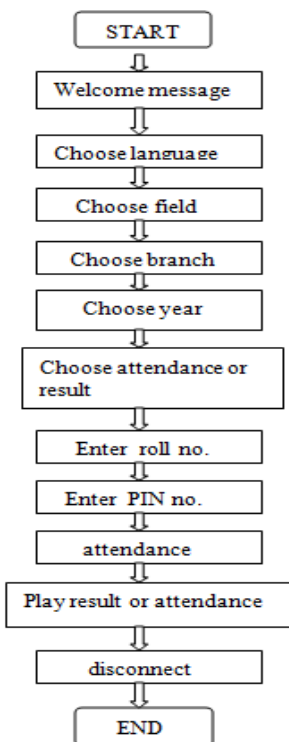 START
Welcome message
Choose language
Choose field
Choose branch
Choose year
Choose attendance or
result
Enter roll no.
Enter PIN no.
attendance
Play result or attendance
disconnect
END